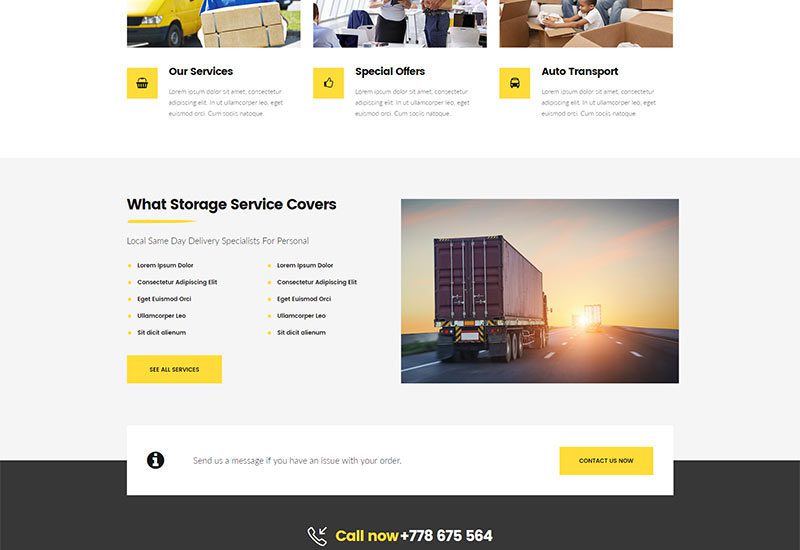 Our Services
Lorem ipsum dolor sit amet, consectetur
adipiscing elit. In ut ullamcorper leo, eget
euismod orci. Cum sociis natoque.
Special Offers
Lorem ipsum dolor sit amet, consectetur
adipiscing elit. In ut ullamcorper leo, eget
euismod orci. Cum sociis natoque.
Auto Transport
Lorem ipsum dolor sit amet, consectetur
adipiscing elit. In ut ullamcorper leo, eget
euismod orci. Cum sociis natoque.
What Storage Service Covers
Local Same Day Delivery Specialists For Personal
Lorem Ipsum Dolor
Consectetur Adipiscing Elit
Eget Euismod Orci
Ullamcorper Leo
Sit dicit alienum
Lorem Ipsum Dolor
Consectetur Adipiscing Elit
Eget Euismod Orci
Ullamcorper Leo
Sit dicit alienum
SEE ALL SERVICES
Send us a message if you have an issue with your order.
CONTACT US NOW
Call now +778 675 564